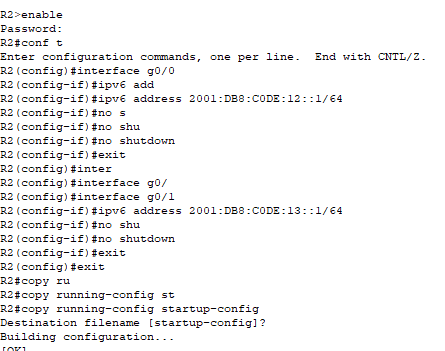 R2>enable
Password:
R2#conf t
Enter configuration commands, one per line.  End with CNTL/Z.
R2(config)#interface g0/0
R2(config-if)#ipv6 add
R2(config-if)#ipv6 address 2001:DB8:C0DE:12::1/64
R2(config-if)#no s
R2(config-if)#no shu
R2(config-if)#no shutdown
R2(config-if)#exit
R2(config)#inter
R2(config)#interface g0/
R2(config)#interface g0/1
R2(config-if)#ipv6 address 2001:DB8:C0DE:13::1/64
R2(config-if)#no shu
R2(config-if)#no shutdown
R2(config-if)#exit
R2(config)#exit
R2#copy ru
R2#copy running-config st
R2#copy running-config startup-config
Destination filename [startup-config]?
Building configuration...
[OK]